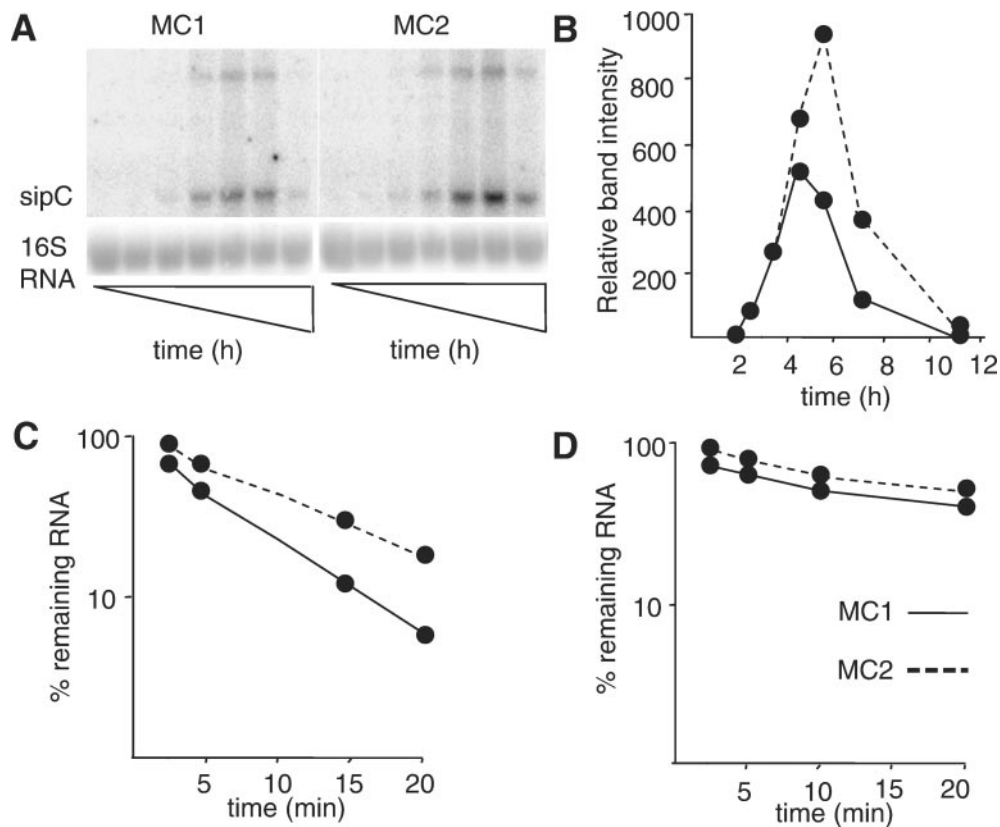 A
MC1
MC2
sipC
16S
RNA
time (h)
time (h)
B
Relative band intensity
1000
800
600
400
200
2
4
6
8
10
12
time (h)
C
% remaining RNA
100
10
5
10
15
20
time (min)
D
% remaining RNA
100
10
MC1
MC2
5
10
15
20
time (min)